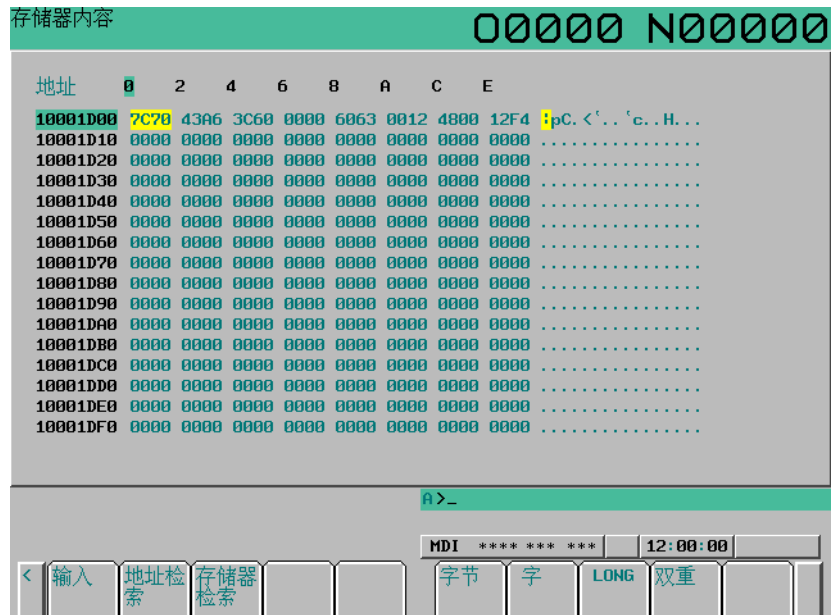 存储器内容
O0000 N00000
地址 0 2 4 6 8 A C E
10001D00 7C70 43A6 3C60 0000 6063 0012 4800 12F4 :pC.<`..`c..H...
10001D10 0000 0000 0000 0000 0000 0000 0000 0000 ................
10001D20 0000 0000 0000 0000 0000 0000 0000 0000 ................
10001D30 0000 0000 0000 0000 0000 0000 0000 0000 ................
10001D40 0000 0000 0000 0000 0000 0000 0000 0000 ................
10001D50 0000 0000 0000 0000 0000 0000 0000 0000 ................
10001D60 0000 0000 0000 0000 0000 0000 0000 0000 ................
10001D70 0000 0000 0000 0000 0000 0000 0000 0000 ................
10001D80 0000 0000 0000 0000 0000 0000 0000 0000 ................
10001D90 0000 0000 0000 0000 0000 0000 0000 0000 ................
10001DA0 0000 0000 0000 0000 0000 0000 0000 0000 ................
10001DB0 0000 0000 0000 0000 0000 0000 0000 0000 ................
10001DC0 0000 0000 0000 0000 0000 0000 0000 0000 ................
10001DD0 0000 0000 0000 0000 0000 0000 0000 0000 ................
10001DE0 0000 0000 0000 0000 0000 0000 0000 0000 ................
10001DF0 0000 0000 0000 0000 0000 0000 0000 0000 ................
A>_
MDI **** *** *** 12:00:00
< 输入 地址检索 存储器检索 字节 字 LONG 双重